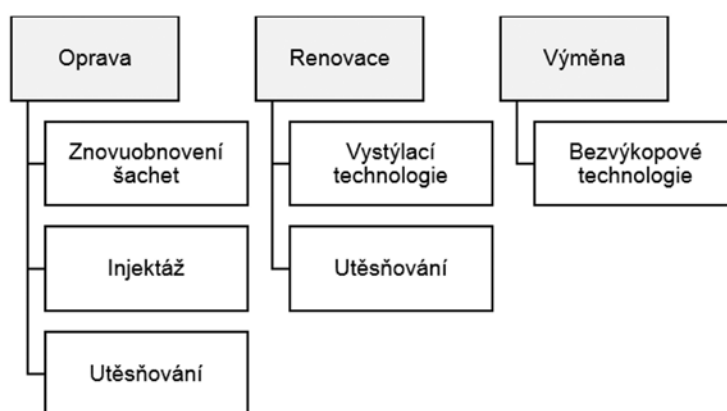 Oprava
Renovace
Výměna
Znovuobnovení
šachet
Vystýlací
technologie
Bezvýkopové
technologie
Injektáž
Utěsňování
Utěsňování